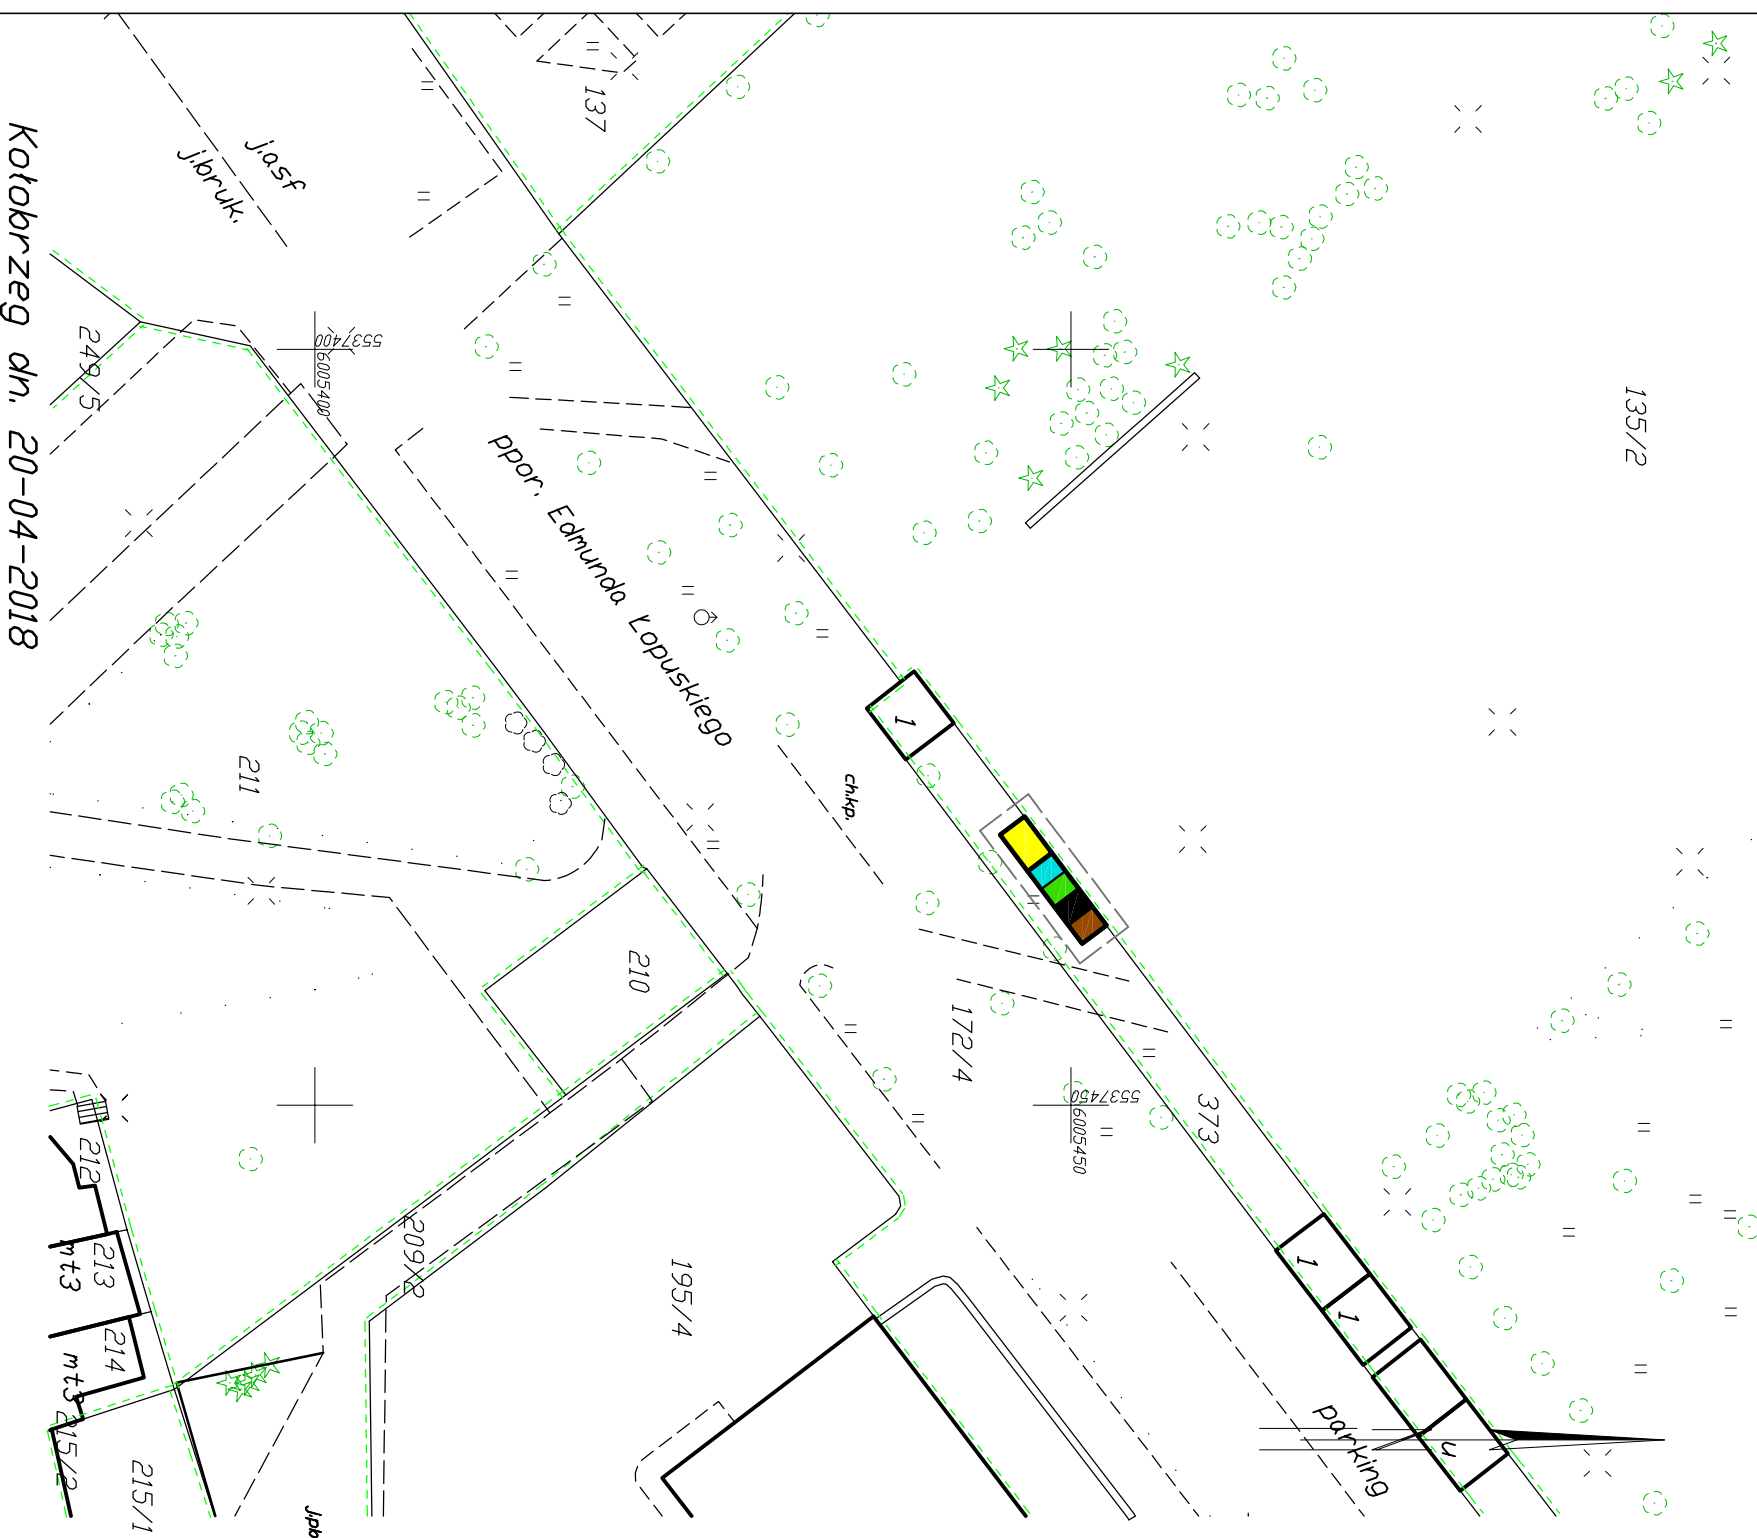 137
j.asf
j.bruk.
Kołobrzeg dn. 20-04-2018
249/5
5537400
6005400
135/2
ppor. Edmunda Łopuskiego
1
ch.kp.
211
210
172/4
373
5537450
6005450
212
213
mt3
214
mt3
215/2
215/1
209/2
195/4
1
1
parking
u
j.pb